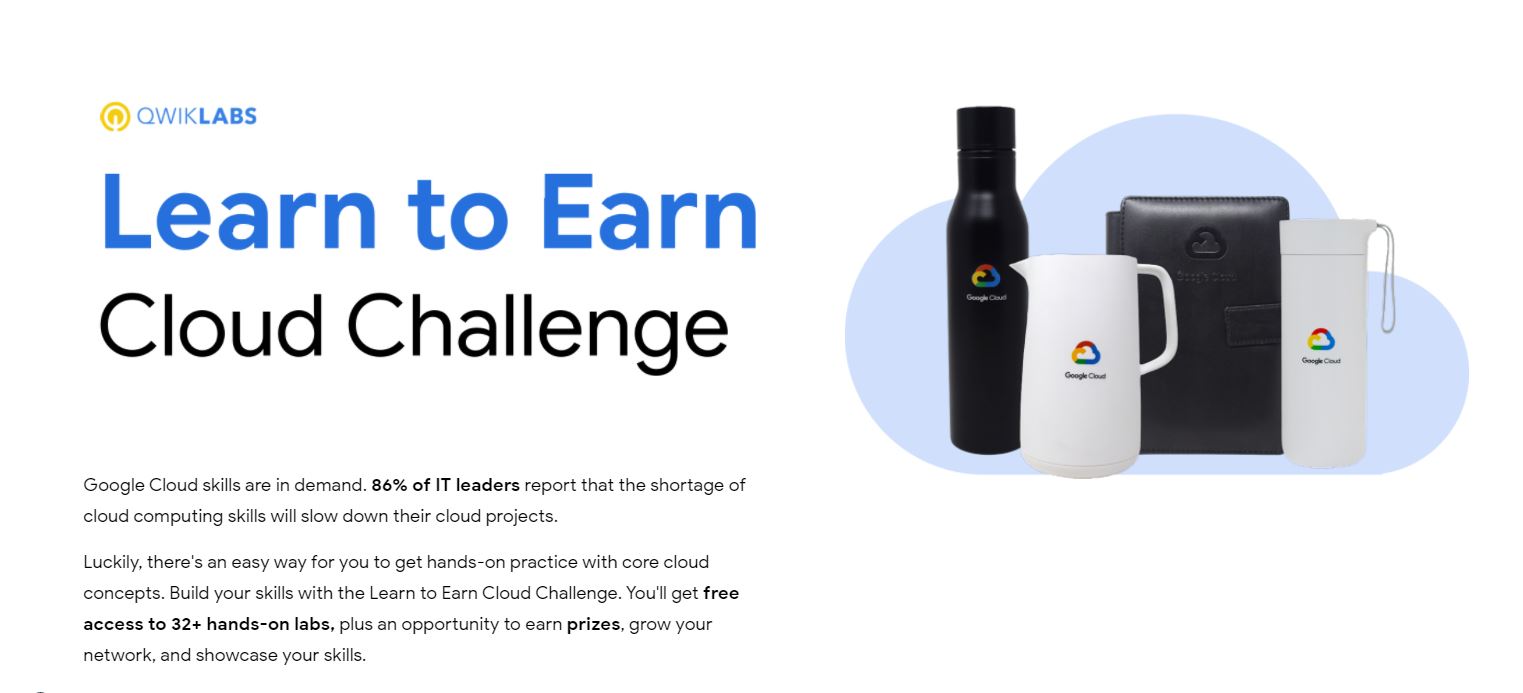 QWIKLABS
Learn to Earn
Cloud Challenge
Google Cloud
Google Cloud
Google Cloud
Google Cloud
Google Cloud skills are in demand. 86% of IT leaders report that the shortage of
cloud computing skills will slow down their cloud projects.
Luckily, there's an easy way for you to get hands-on practice with core cloud
concepts. Build your skills with the Learn to Earn Cloud Challenge. You'll get free
access to 32+ hands-on labs, plus an opportunity to earn prizes, grow your
network, and showcase your skills.